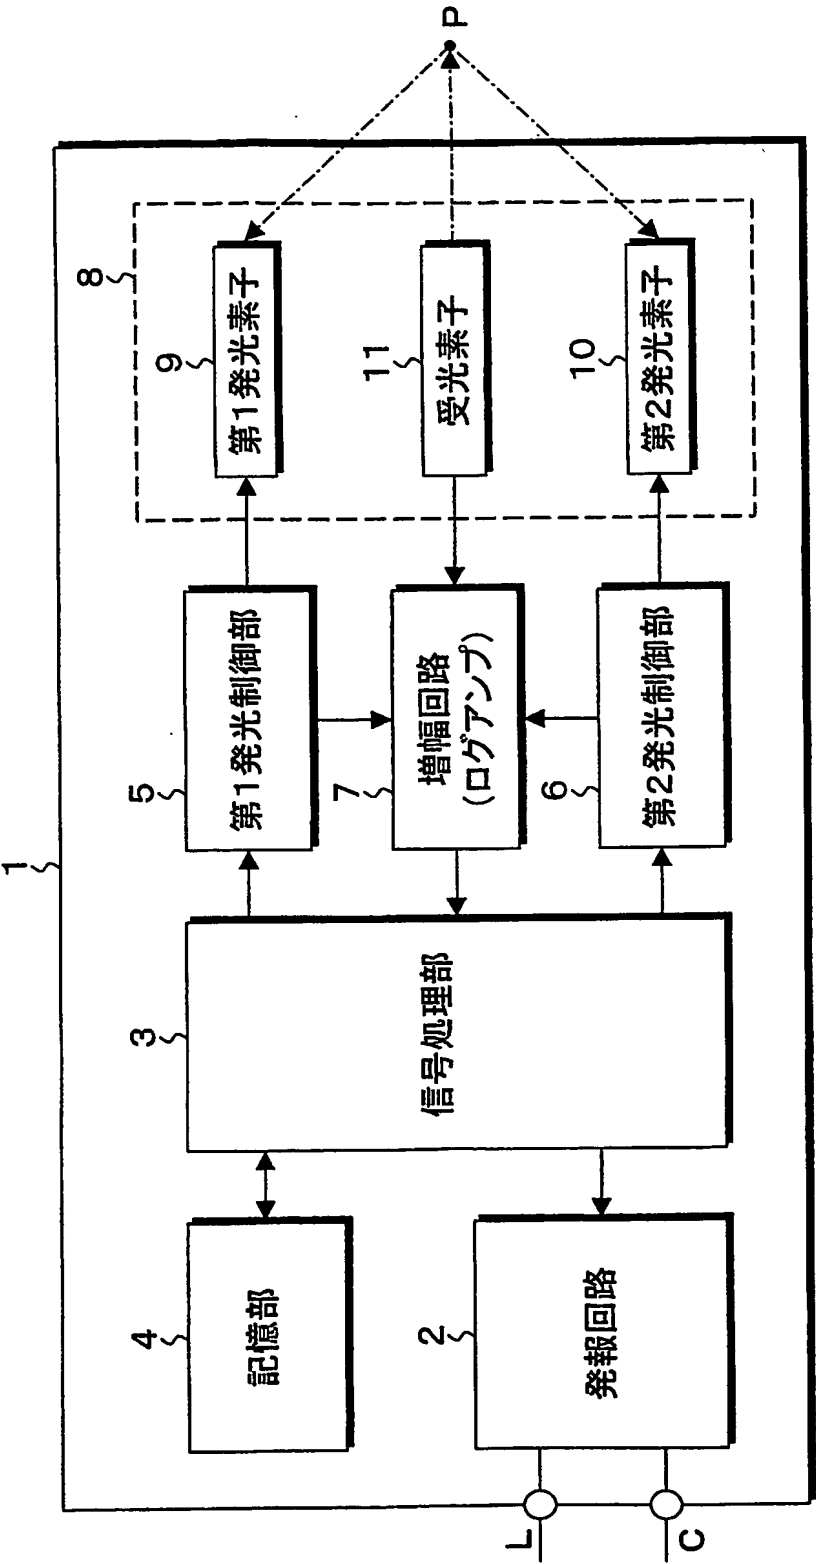 1
4
記憶部
2
発報回路
L
C
3
信号処理部
5
第1発光制御部
7
増幅回路
(ログアンプ)
6
第2発光制御部
8
9
第1発光素子
11
受光素子
10
第2発光素子
P